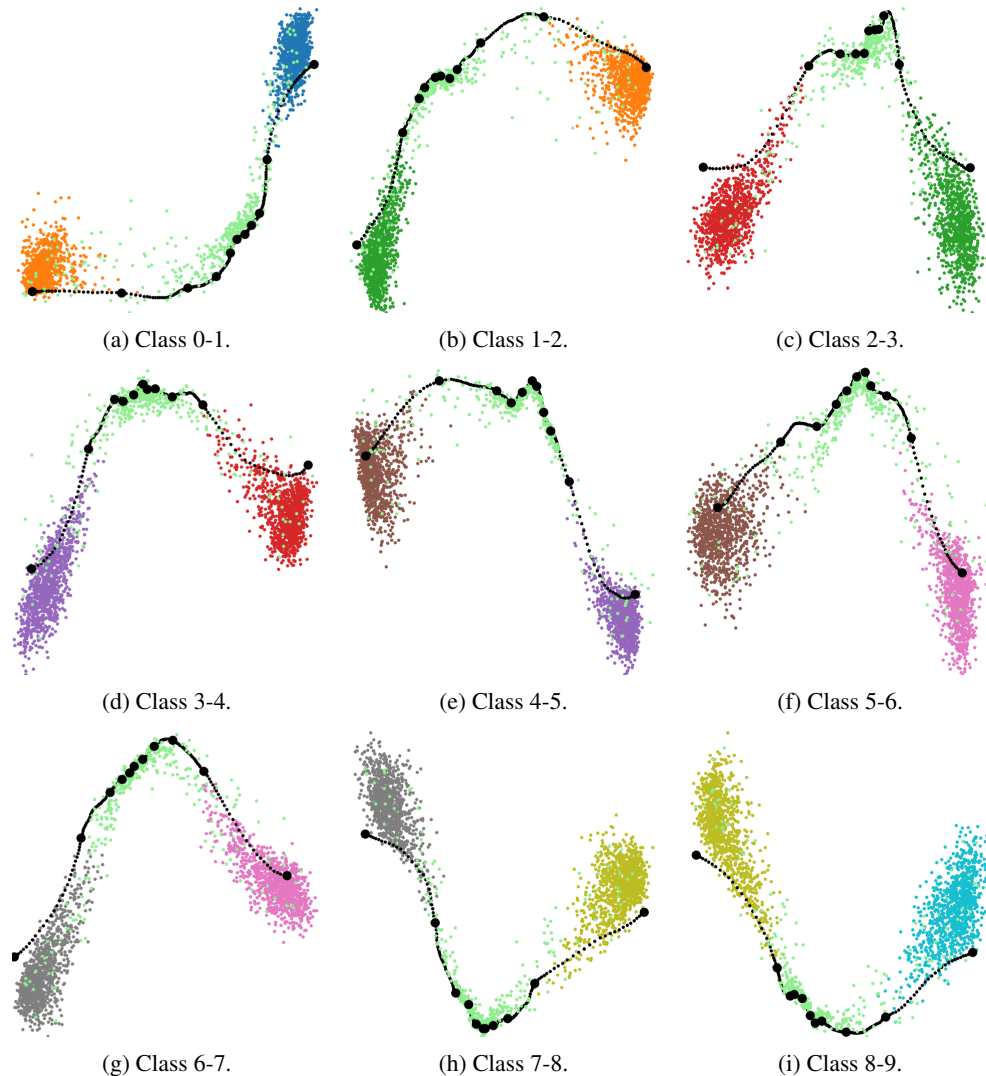 (a) Class 0-1.
(b) Class 1-2.
(c) Class 2-3.
(d) Class 3-4.
(e) Class 4-5.
(f) Class 5-6.
(g) Class 6-7.
(h) Class 7-8.
(i) Class 8-9.